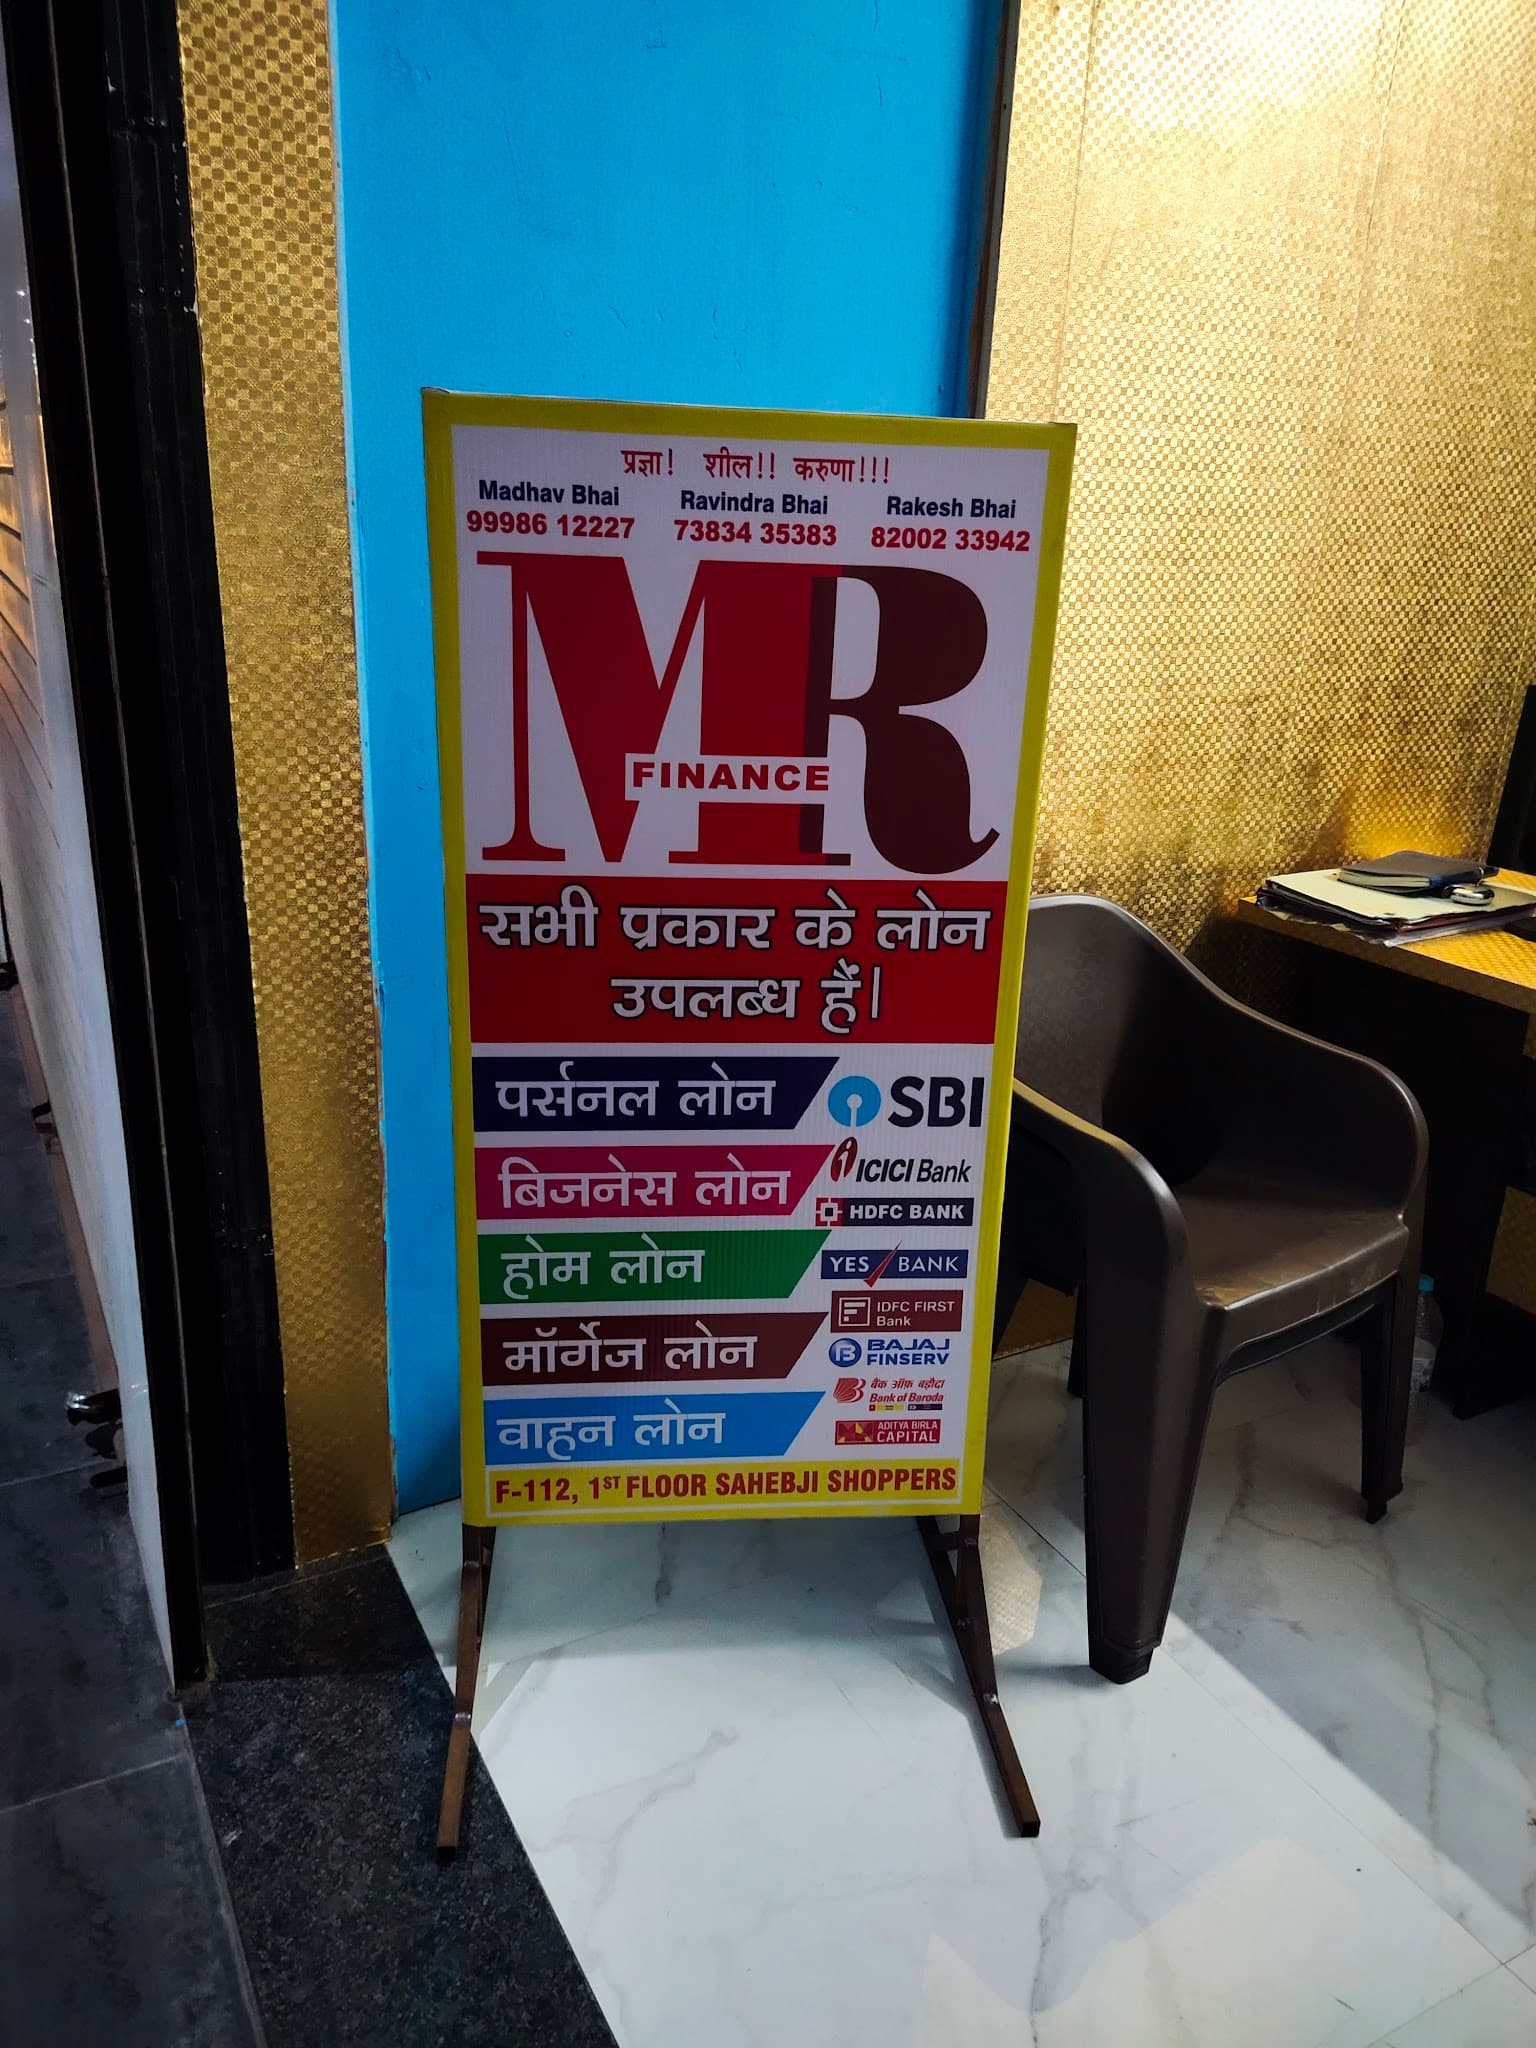 प्रज्ञा! शील!! करुणा!!!
Madhav Bhai Ravindra Bhai Rakesh Bhai
99986 12227 73834 35383 82002 33942
MR
FINANCE
सभी प्रकार के लोन
उपलब्ध हैं।
पर्सनल लोन
SBI
बिजनेस लोन
ICICI Bank
HDFC BANK
होम लोन
YES BANK
IDFC FIRST
Bank
मॉर्गेज लोन
BAJAJ
FINSERV
बैंक ऑफ़ बड़ौदा
Bank of Baroda
वाहन लोन
ADITYA BIRLA
CAPITAL
F-112, 1ST FLOOR SAHEBJI SHOPPERS